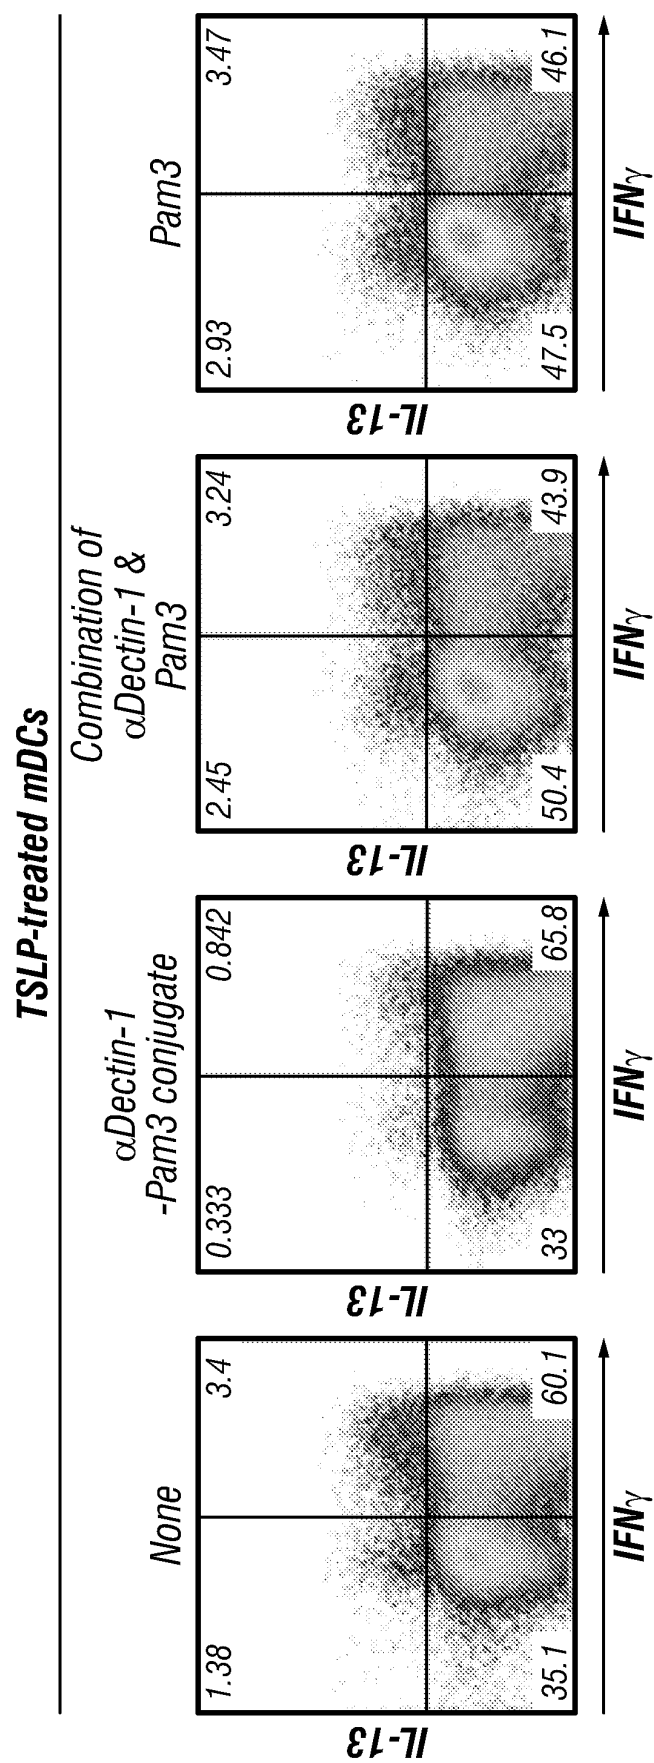 TSLP-treated mDCs
None
1.38
3.4
35.1
60.1
IL-13
IFNγ
αDectin-1
-Pam3 conjugate
0.333
0.842
33
65.8
IL-13
IFNγ
Combination of
αDectin-1 &
Pam3
2.45
3.24
50.4
43.9
IL-13
IFNγ
Pam3
2.93
3.47
47.5
46.1
IL-13
IFNγ